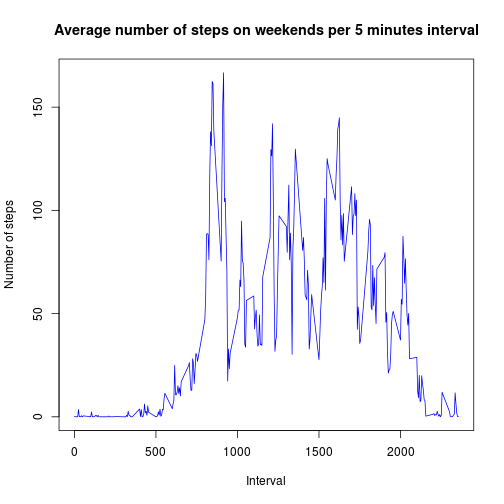 Average number of steps on weekends per 5 minutes interval
Number of steps
150
100
50
0
0 500 1000 1500 2000
Interval